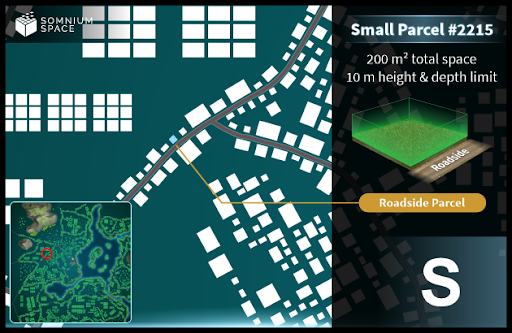 SOMNIUM
SPACE
Small Parcel #2215
200 m² total space
10 m height & depth limit
Roadside
Roadside Parcel
S